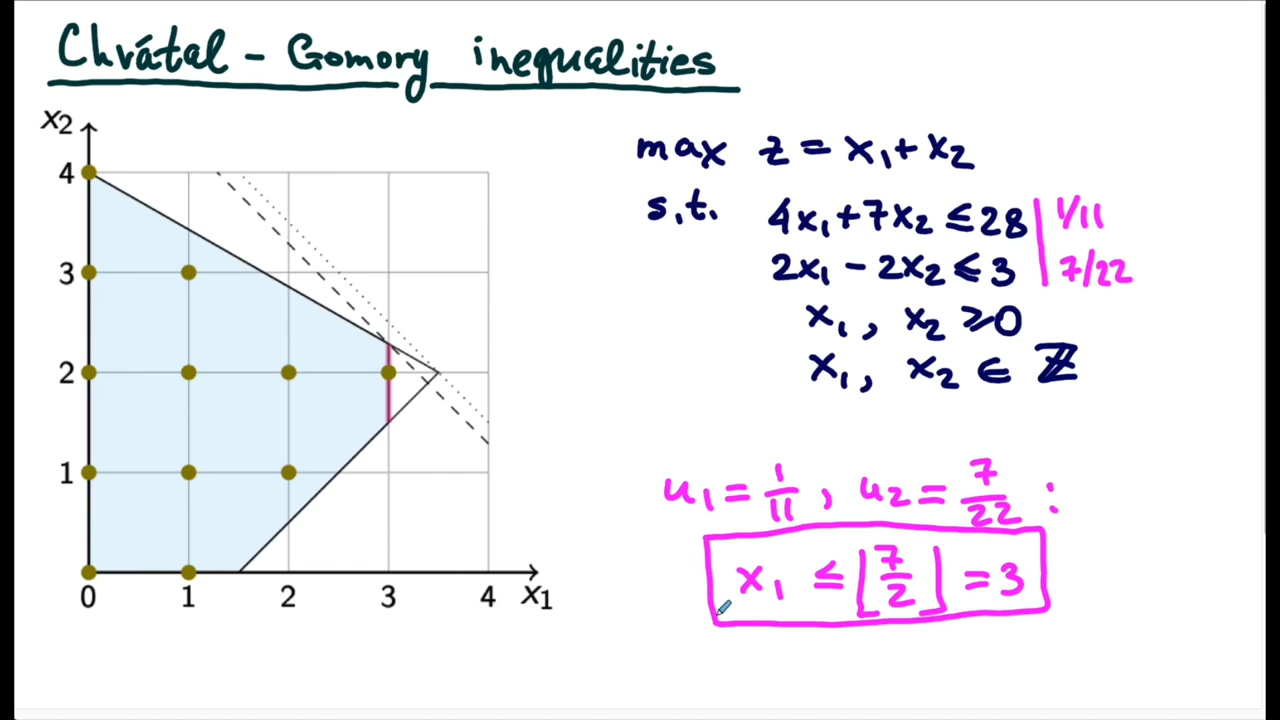 Chvátal - Gomory inequalities
x2
4
3
2
1
0 1 2 3 4 x1
max z = x1 + x2
s.t. 4x1 + 7x2 ≤ 28 | 1/11
2x1 - 2x2 ≤ 3 | 7/22
x1, x2 ≥ 0
x1, x2 ∈ ℤ
u1 = 1/11, u2 = 7/22 :
x1 ≤ ⌊7/2⌋ = 3